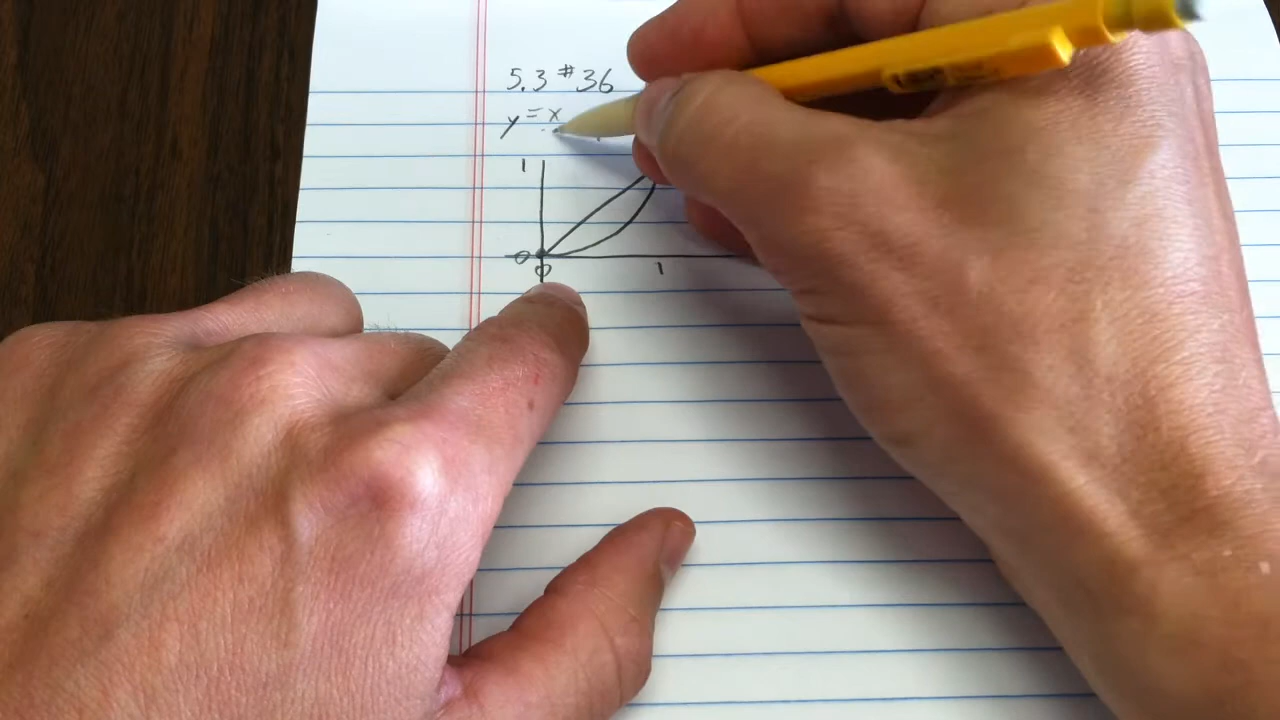 5.3 #36
y = x
1
0
0 1